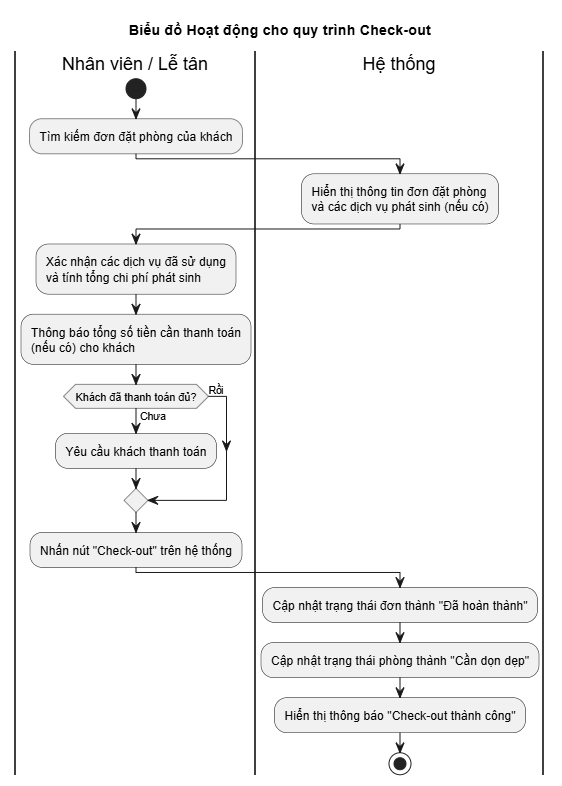 Biểu đồ Hoạt động cho quy trình Check-out
Nhân viên / Lễ tân
Hệ thống
Tìm kiếm đơn đặt phòng của khách
Hiển thị thông tin đơn đặt phòng
và các dịch vụ phát sinh (nếu có)
Xác nhận các dịch vụ đã sử dụng
và tính tổng chi phí phát sinh
Thông báo tổng số tiền cần thanh toán
(nếu có) cho khách
Khách đã thanh toán đủ?
Rồi
Chưa
Yêu cầu khách thanh toán
Nhấn nút "Check-out" trên hệ thống
Cập nhật trạng thái đơn thành "Đã hoàn thành"
Cập nhật trạng thái phòng thành "Cần dọn dẹp"
Hiển thị thông báo "Check-out thành công"